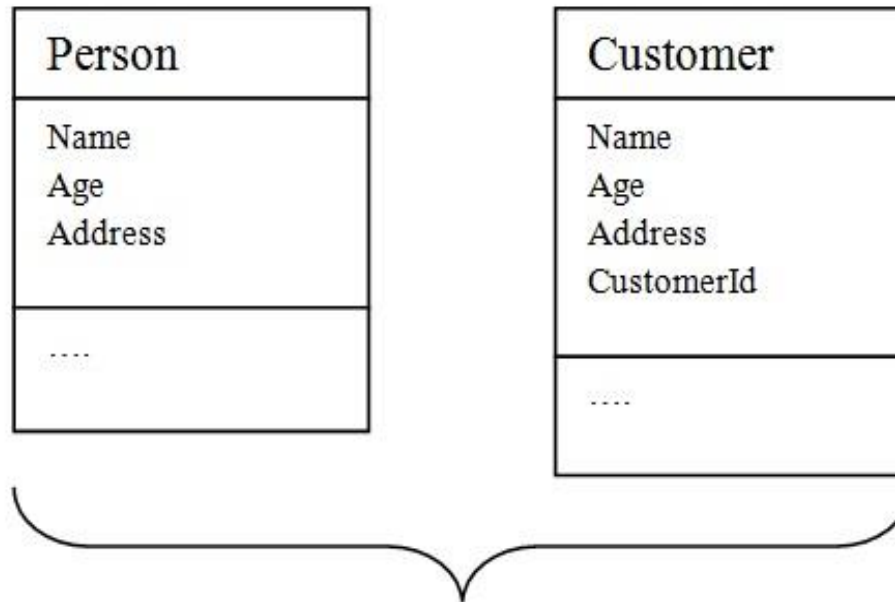 Person
Name
Age
Address
....
Customer
Name
Age
Address
CustomerId
....